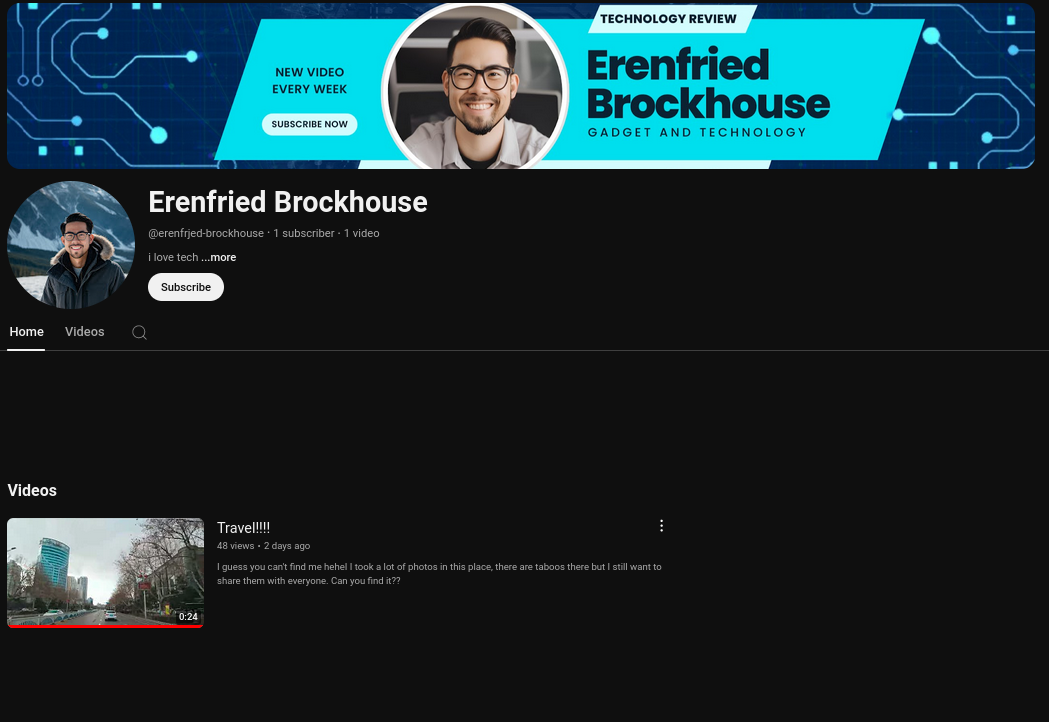 TECHNOLOGY REVIEW
NEW VIDEO
EVERY WEEK
SUBSCRIBE NOW
Erenfried
Brockhouse
GADGET AND TECHNOLOGY
Erenfried Brockhouse
@erenfrjed-brockhouse · 1 subscriber · 1 video
i love tech ...more
Subscribe
Home Videos
Videos
Travel!!!!
48 views • 2 days ago
I guess you can't find me hehe! I took a lot of photos in this place, there are taboos there but I still want to
share them with everyone. Can you find it??
0:24